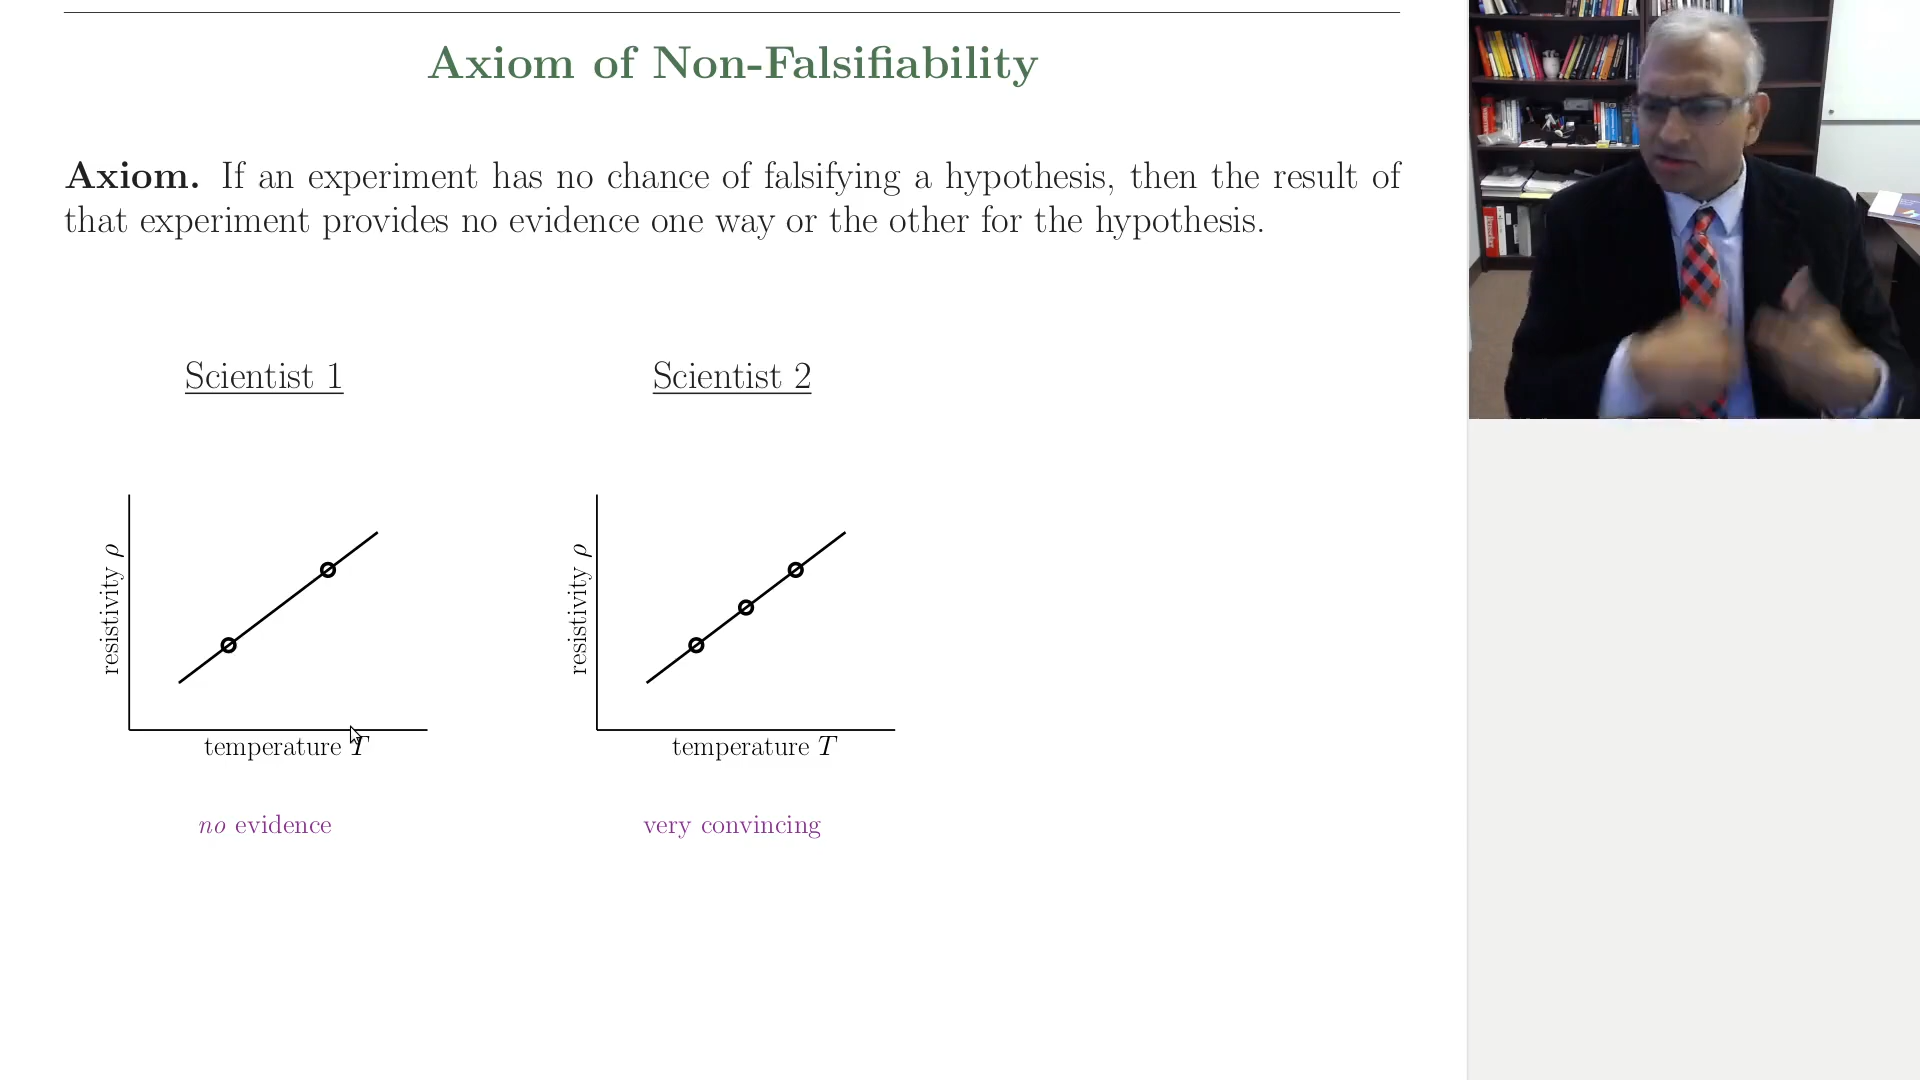 Axiom of Non-Falsifiability
Axiom. If an experiment has no chance of falsifying a hypothesis, then the result of
that experiment provides no evidence one way or the other for the hypothesis.
Scientist 1
Scientist 2
resistivity ρ
temperature T
resistivity ρ
temperature T
no evidence
very convincing